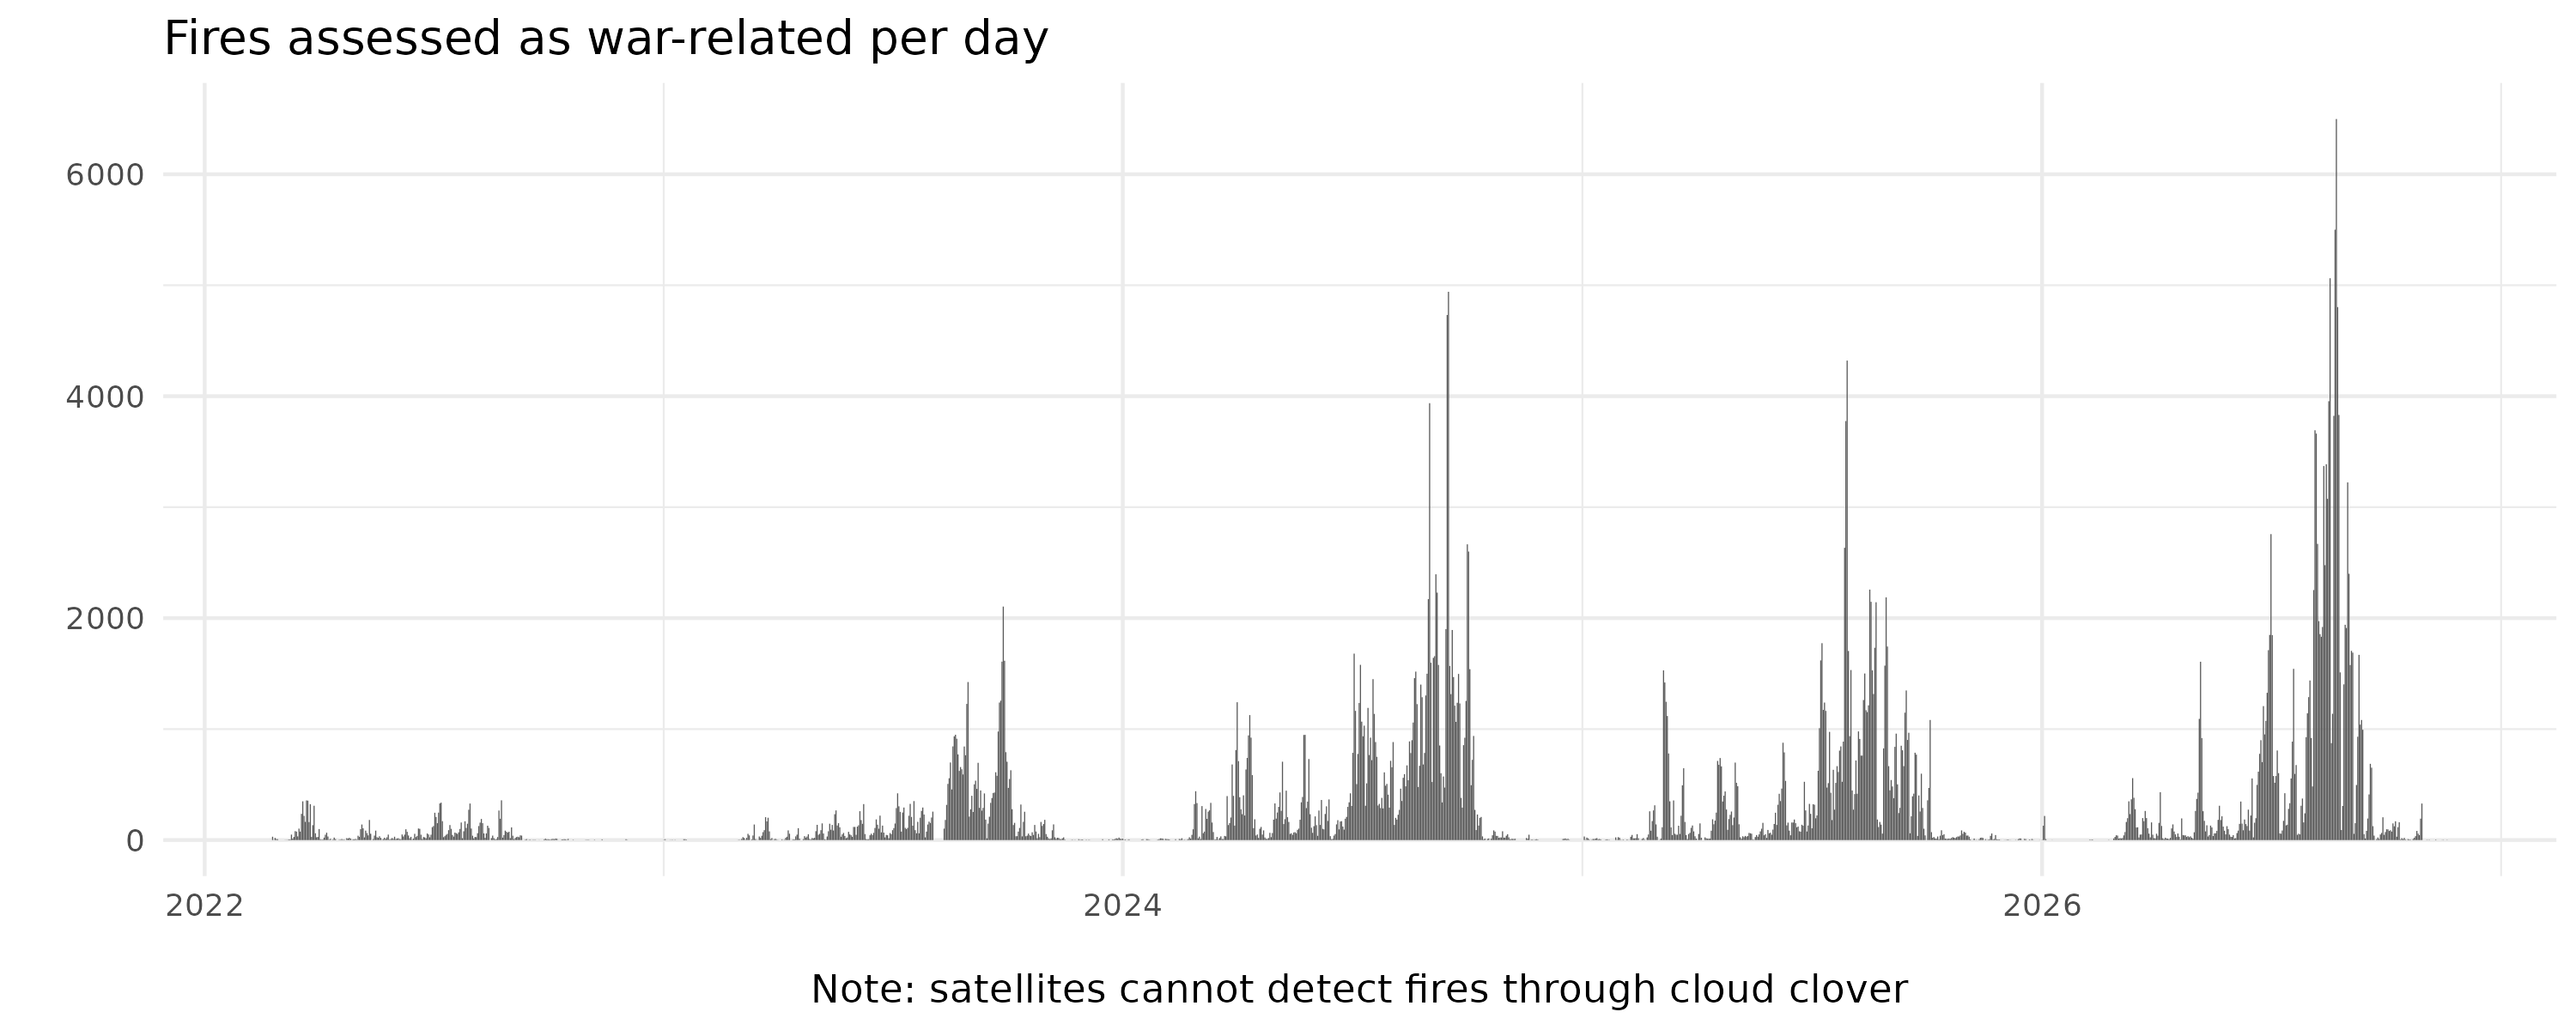 Fires assessed as war-related per day
6000
4000
2000
0
2022 2024 2026
Note: satellites cannot detect fires through cloud clover